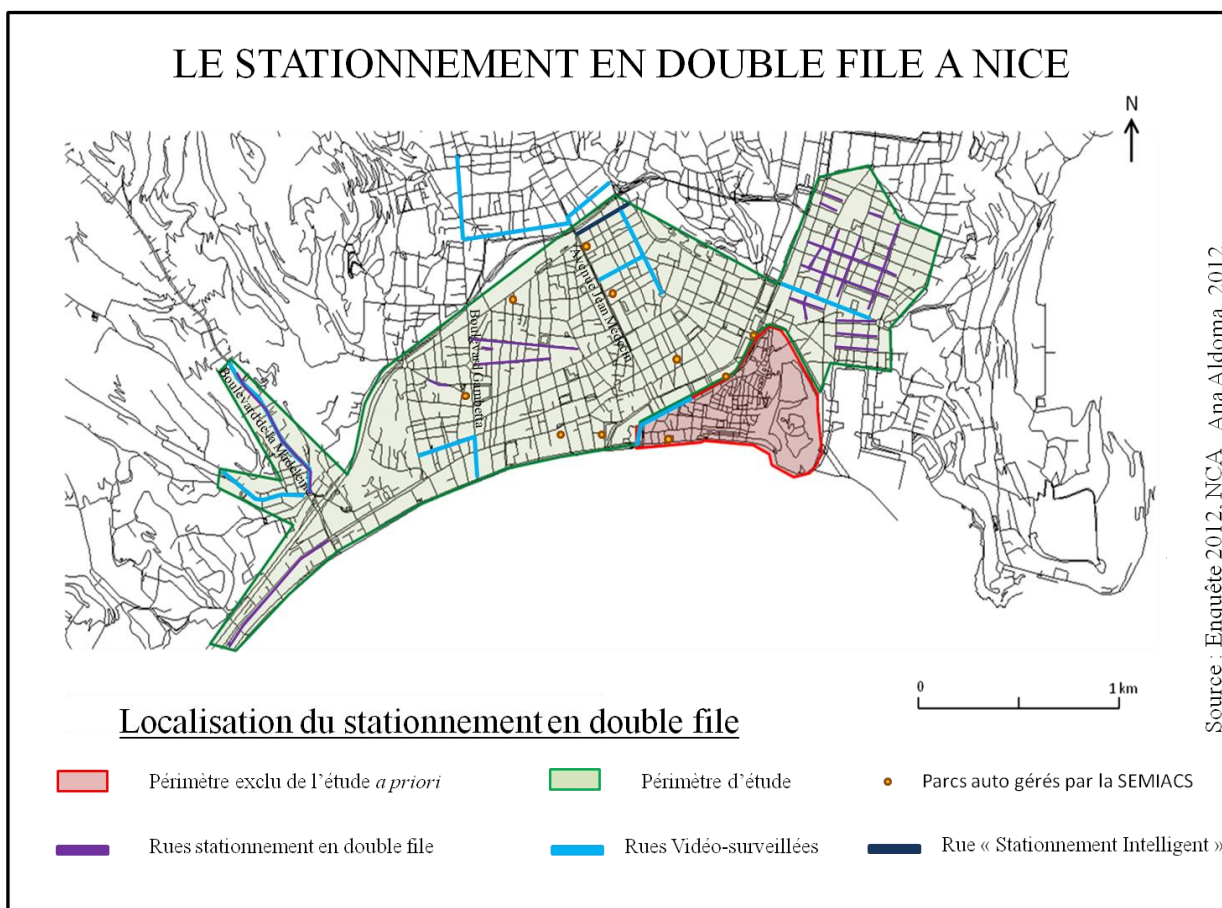 LE STATIONNEMENT EN DOUBLE FILE A NICE
N
Avenue Jean Médecin
Boulevard Gambetta
Boulevard de la Madeleine
0 1 km
Source : Enquête 2012, NCA Ana Aldoma 2012
Localisation du stationnement en double file
Périmètre exclu de l'étude a priori
Périmètre d'étude
Parcs auto gérés par la SEMIACS
Rues stationnement en double file
Rues Vidéo-surveillées
Rue « Stationnement Intelligent »